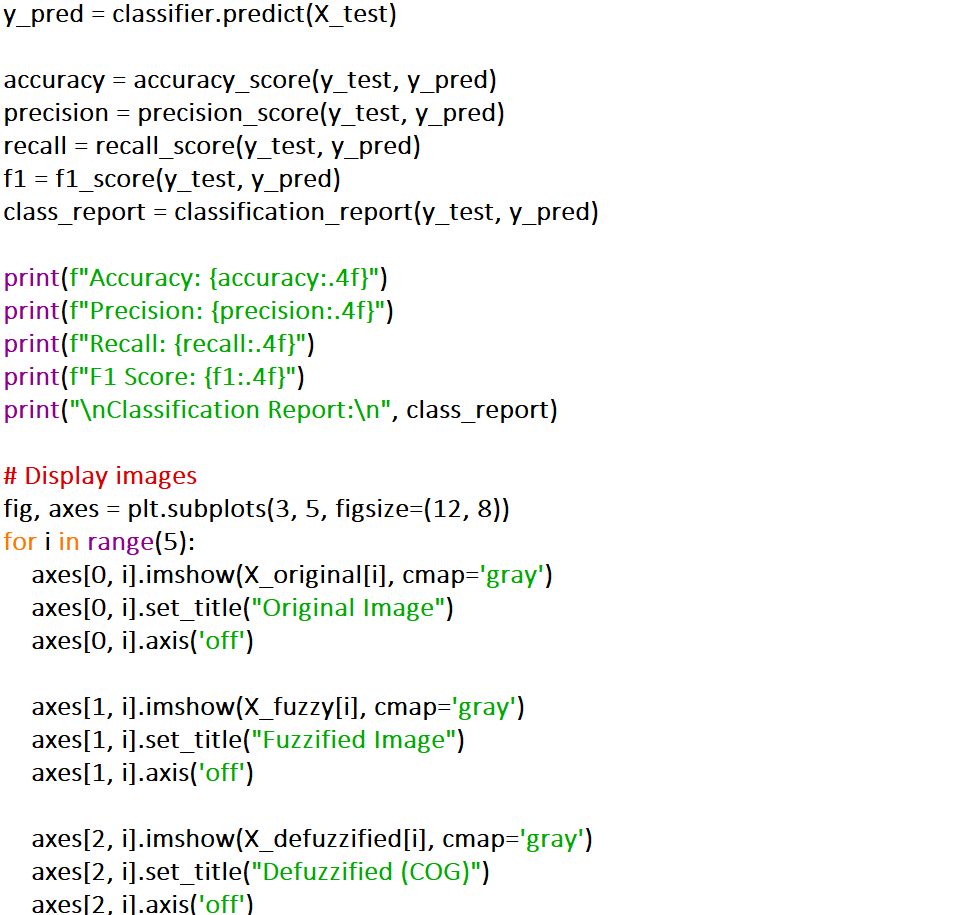 y_pred = classifier.predict(X_test)

accuracy = accuracy_score(y_test, y_pred)
precision = precision_score(y_test, y_pred)
recall = recall_score(y_test, y_pred)
f1 = f1_score(y_test, y_pred)
class_report = classification_report(y_test, y_pred)

print(f"Accuracy: {accuracy:.4f}")
print(f"Precision: {precision:.4f}")
print(f"Recall: {recall:.4f}")
print(f"F1 Score: {f1:.4f}")
print("\nClassification Report:\n", class_report)

# Display images
fig, axes = plt.subplots(3, 5, figsize=(12, 8))
for i in range(5):
    axes[0, i].imshow(X_original[i], cmap='gray')
    axes[0, i].set_title("Original Image")
    axes[0, i].axis('off')

    axes[1, i].imshow(X_fuzzy[i], cmap='gray')
    axes[1, i].set_title("Fuzzified Image")
    axes[1, i].axis('off')

    axes[2, i].imshow(X_defuzzified[i], cmap='gray')
    axes[2, i].set_title("Defuzzified (COG)")
    axes[2, i].axis('off')